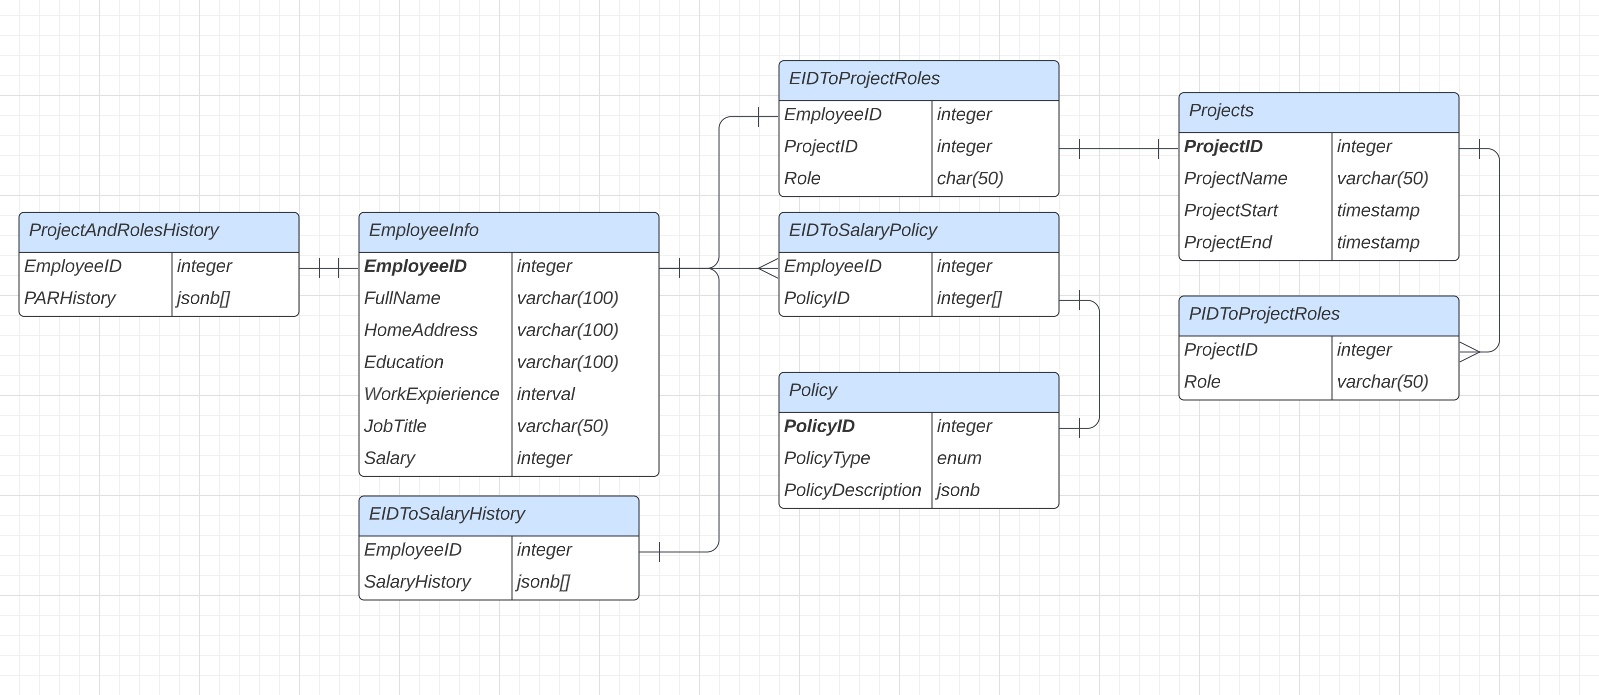 ProjectAndRolesHistory
EmployeeID integer
PARHistory jsonb[]
EmployeeInfo
EmployeeID integer
FullName varchar(100)
HomeAddress varchar(100)
Education varchar(100)
WorkExpierience interval
JobTitle varchar(50)
Salary integer
EIDToSalaryHistory
EmployeeID integer
SalaryHistory jsonb[]
EIDToProjectRoles
EmployeeID integer
ProjectID integer
Role char(50)
EIDToSalaryPolicy
EmployeeID integer
PolicyID integer[]
Policy
PolicyID integer
PolicyType enum
PolicyDescription jsonb
Projects
ProjectID integer
ProjectName varchar(50)
ProjectStart timestamp
ProjectEnd timestamp
PIDToProjectRoles
ProjectID integer
Role varchar(50)